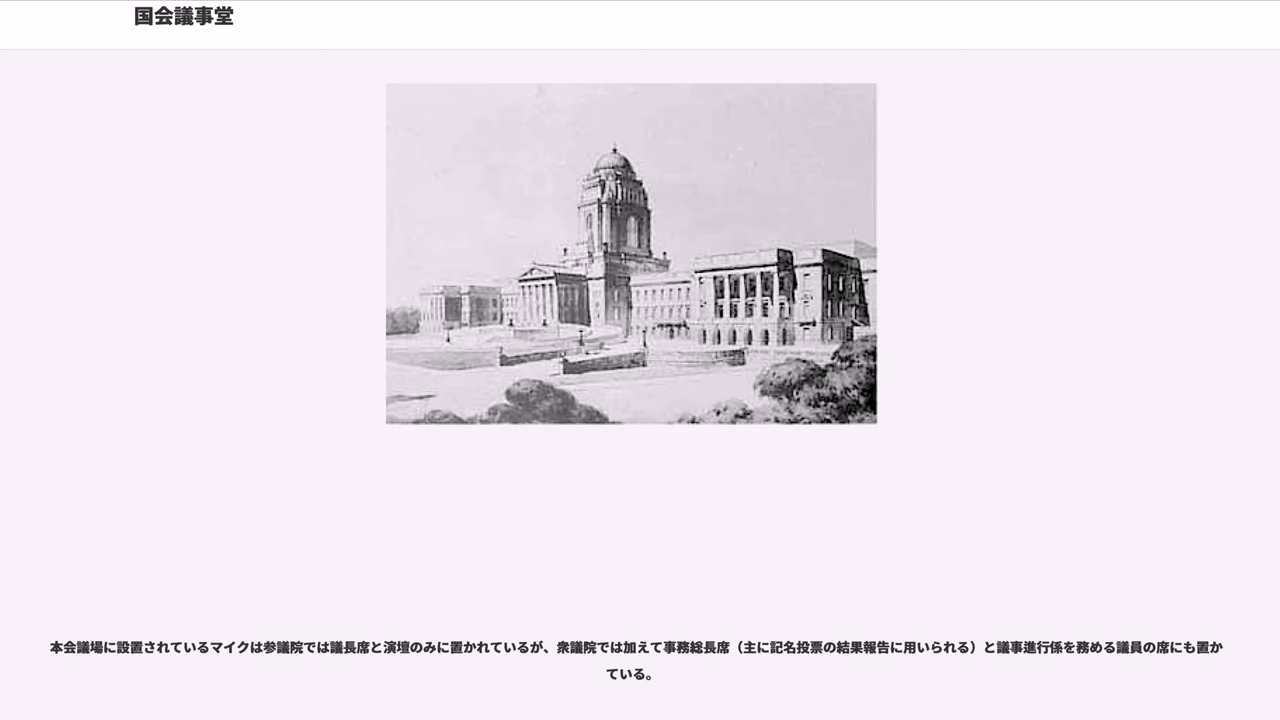 国会議事堂
本会議場に設置されているマイクは参議院では議長席と演壇のみに置かれているが、衆議院では加えて事務総長席（主に記名投票の結果報告に用いられる）と議事進行係を務める議員の席にも置か
ている。